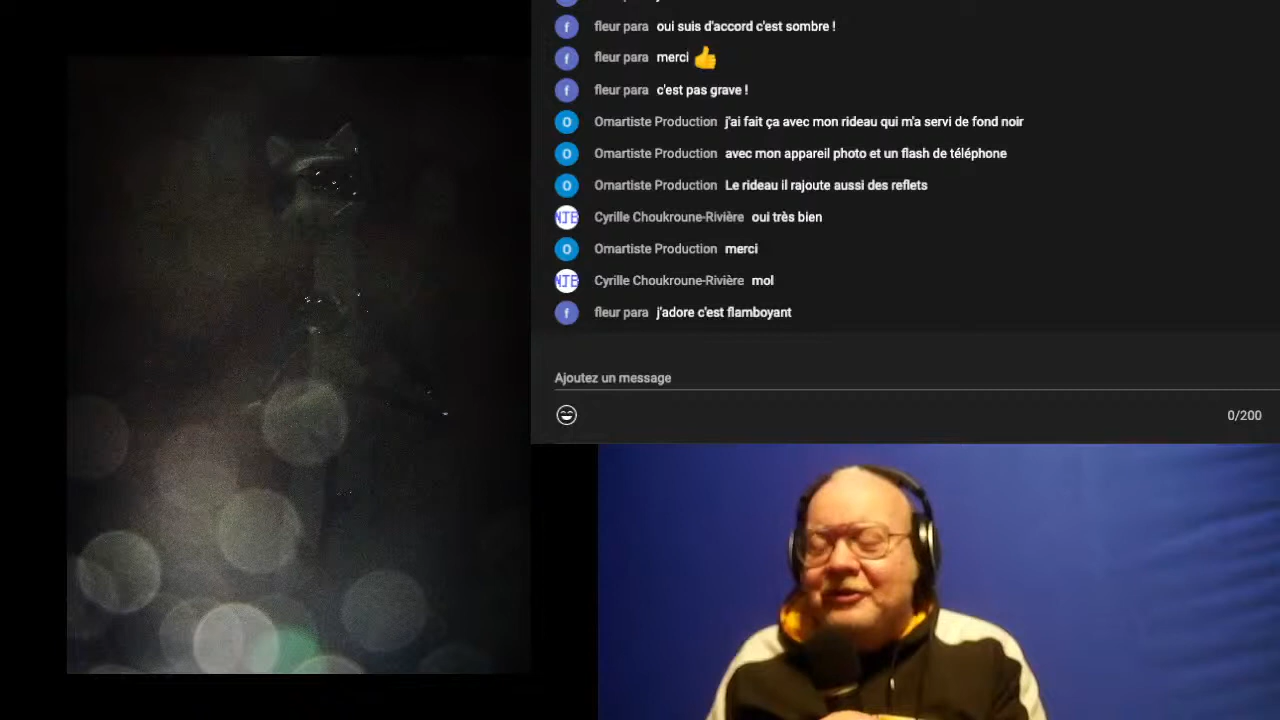 f fleur para oui suis d'accord c'est sombre !
f fleur para merci 👍
f fleur para c'est pas grave !
O Omartiste Production j'ai fait ça avec mon rideau qui m'a servi de fond noir
O Omartiste Production avec mon appareil photo et un flash de téléphone
O Omartiste Production Le rideau il rajoute aussi des reflets
Cyrille Choukroune-Rivière oui très bien
O Omartiste Production merci
Cyrille Choukroune-Rivière mol
f fleur para j'adore c'est flamboyant
Ajoutez un message
0/200